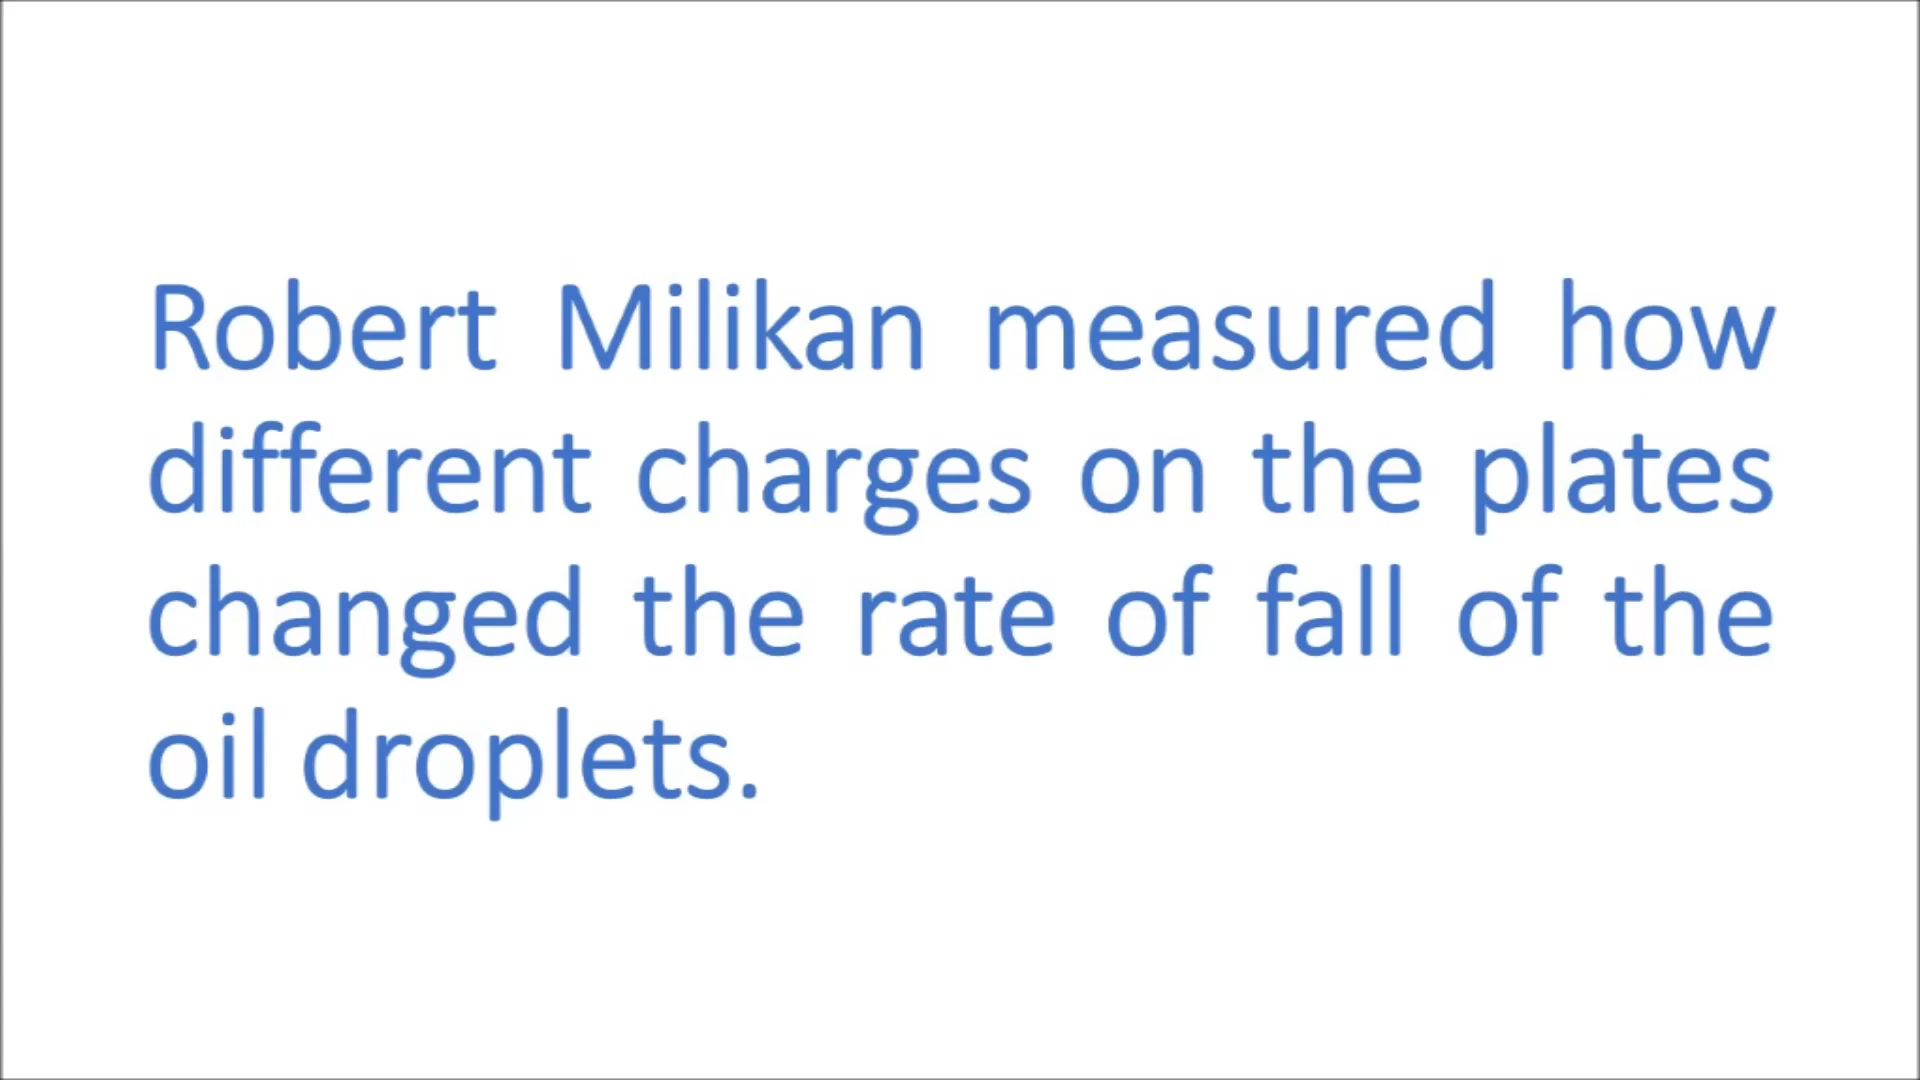 Robert Milikan measured how
different charges on the plates
changed the rate of fall of the
oil droplets.